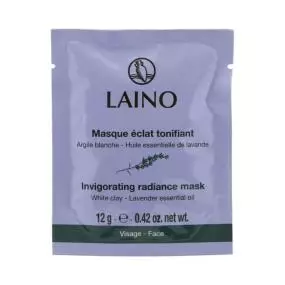 LAINO
Masque éclat tonifiant
Argile blanche - Huile essentielle de lavande
Invigorating radiance mask
White clay - Lavender essential oil
12 g - ℮ - 0.42 oz. net wt.
Visage - Face